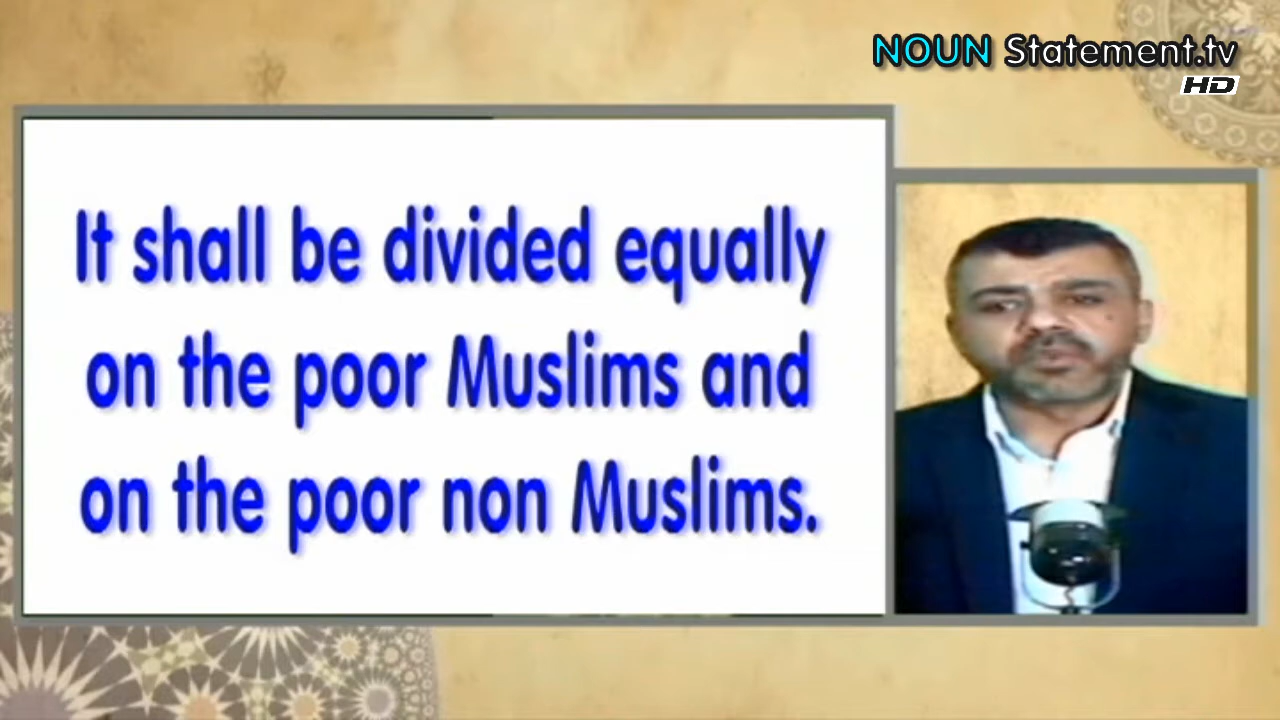 NOUN Statement.tv
HD
It shall be divided equally
on the poor Muslims and
on the poor non Muslims.